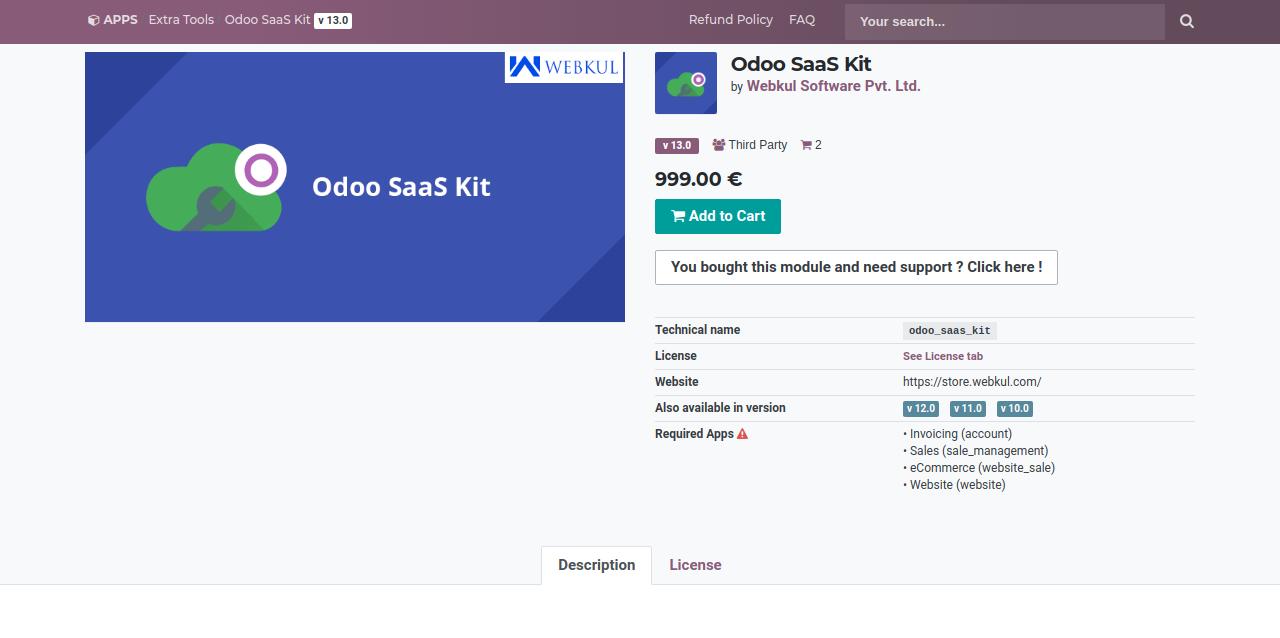 APPS Extra Tools Odoo SaaS Kit v 13.0 Refund Policy FAQ Your search...
WEBKUL
Odoo SaaS Kit
Odoo SaaS Kit
by Webkul Software Pvt. Ltd.
v 13.0 Third Party 2
999.00 €
Add to Cart
You bought this module and need support ? Click here !
Technical name odoo_saas_kit
License See License tab
Website https://store.webkul.com/
Also available in version v 12.0 v 11.0 v 10.0
Required Apps • Invoicing (account)
• Sales (sale_management)
• eCommerce (website_sale)
• Website (website)
Description License